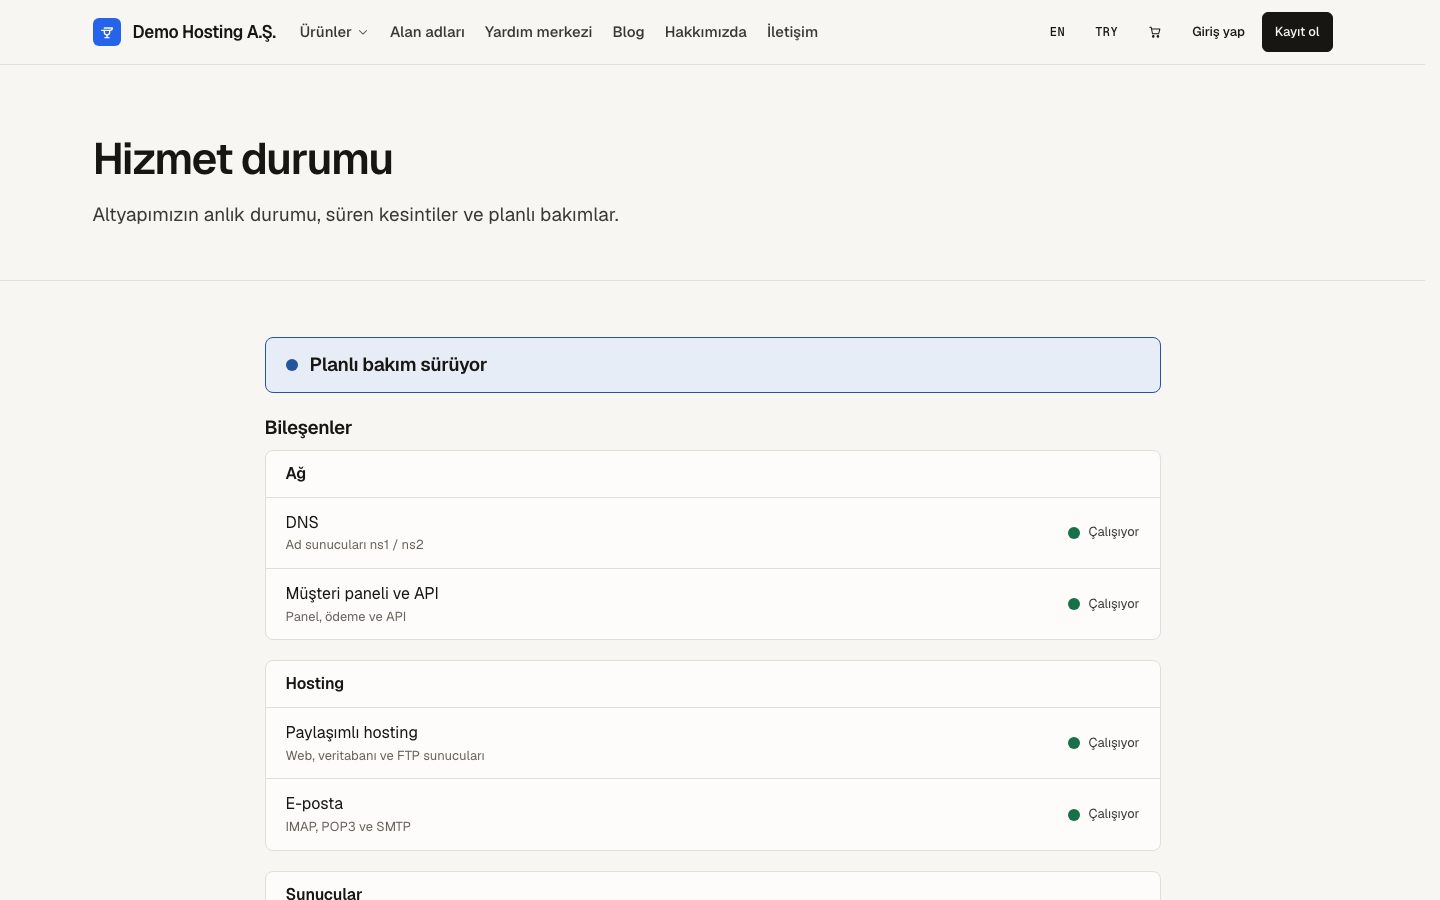 Demo Hosting A.Ş.
Ürünler
Alan adları
Yardım merkezi
Blog
Hakkımızda
İletişim
EN
TRY
Giriş yap
Kayıt ol
Hizmet durumu
Altyapımızın anlık durumu, süren kesintiler ve planlı bakımlar.
Planlı bakım sürüyor
Bileşenler
Ağ
DNS
Ad sunucuları ns1 / ns2
Çalışıyor
Müşteri paneli ve API
Panel, ödeme ve API
Çalışıyor
Hosting
Paylaşımlı hosting
Web, veritabanı ve FTP sunucuları
Çalışıyor
E-posta
IMAP, POP3 ve SMTP
Çalışıyor
Sunucular